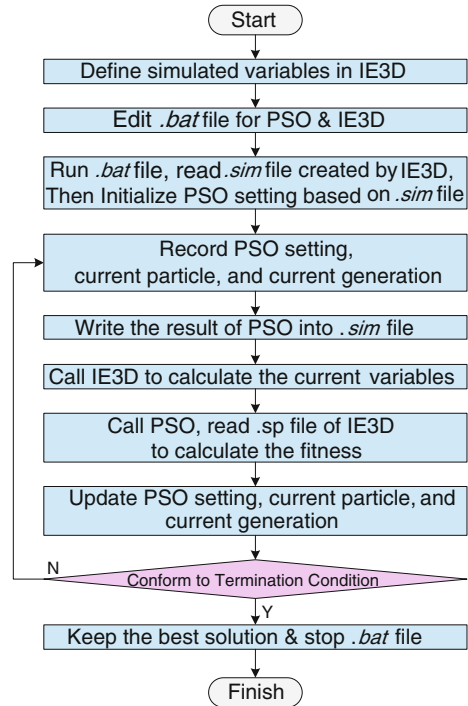 Start
Define simulated variables in IE3D
Edit .bat file for PSO & IE3D
Run .bat file, read .sim file created by IE3D,
Then Initialize PSO setting based on .sim file
Record PSO setting,
current particle, and current generation
Write the result of PSO into .sim file
Call IE3D to calculate the current variables
Call PSO, read .sp file of IE3D
to calculate the fitness
Update PSO setting, current particle, and
current generation
N
Conform to Termination Condition
Y
Keep the best solution & stop .bat file
Finish